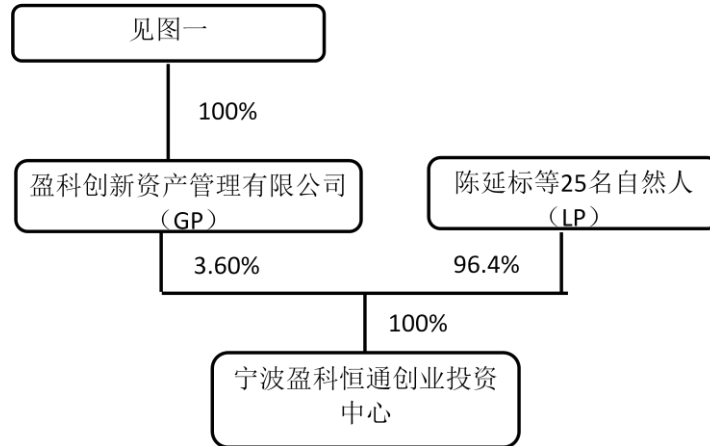 见图一
100%
盈科创新资产管理有限公司
（GP）
陈延标等25名自然人
（LP）
3.60%
96.4%
100%
宁波盈科恒通创业投资
中心